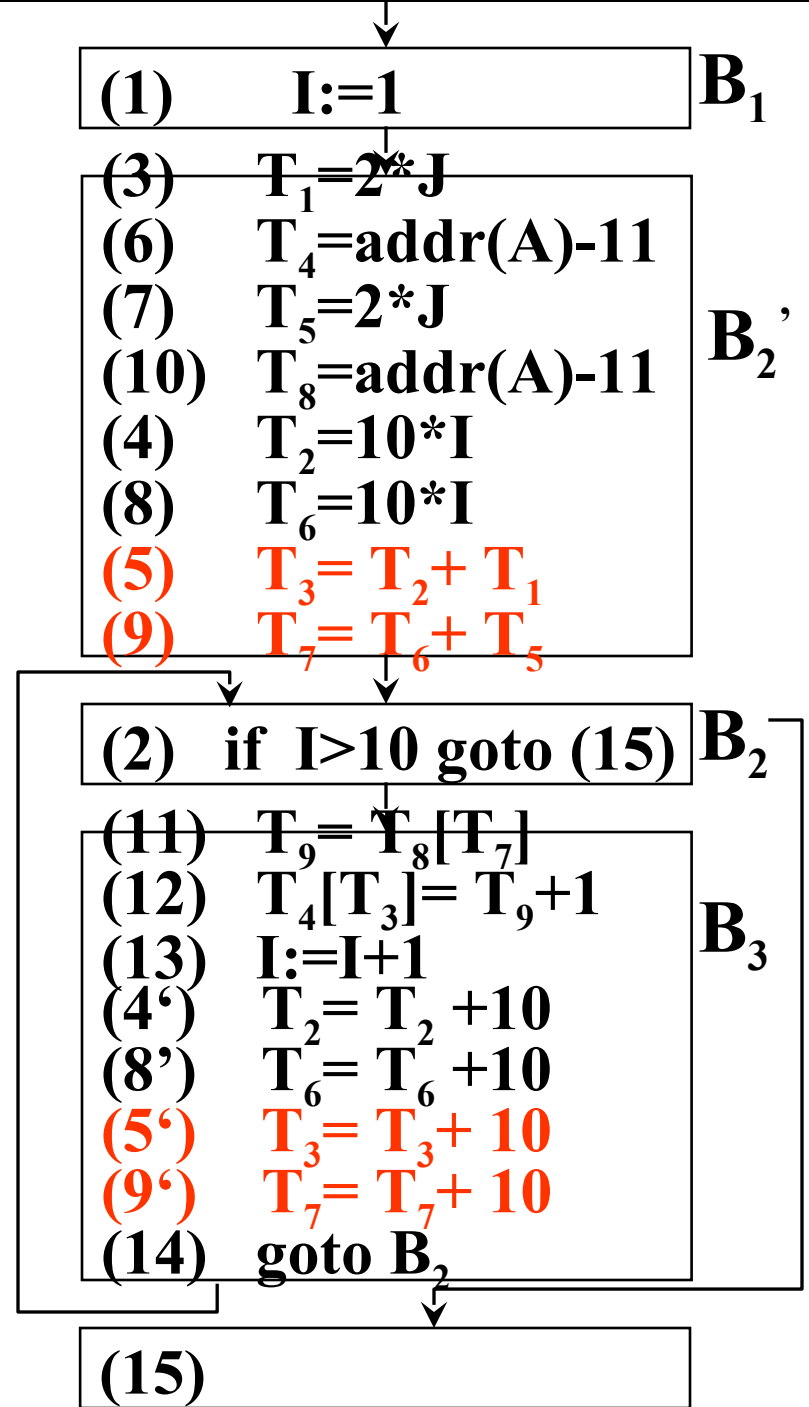 (1) I:=1 B₁
(3) T₁=2*J
(6) T₄=addr(A)-11
(7) T₅=2*J
B₂’
(10) T₈=addr(A)-11
(4) T₂=10*I
(8) T₆=10*I
(5) T₃= T₂+ T₁
(9) T₇= T₆+ T₅
(2) if I>10 goto (15) B₂
(11) T₉= T₈[T₇]
(12) T₄[T₃]= T₉+1
B₃
(13) I:=I+1
(4‘) T₂= T₂ +10
(8’) T₆= T₆ +10
(5‘) T₃= T₃+ 10
(9‘) T₇= T₇+ 10
(14) goto B₂
(15)